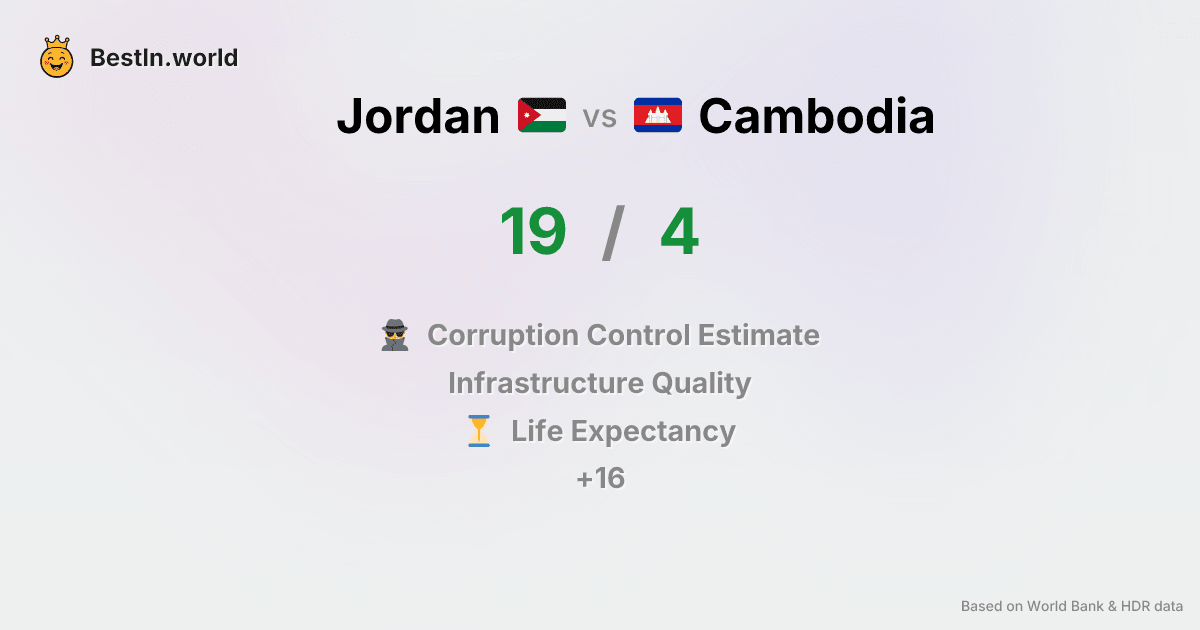 BestIn.world
Jordan vs Cambodia
19 / 4
Corruption Control Estimate
Infrastructure Quality
Life Expectancy
+16
Based on World Bank & HDR data